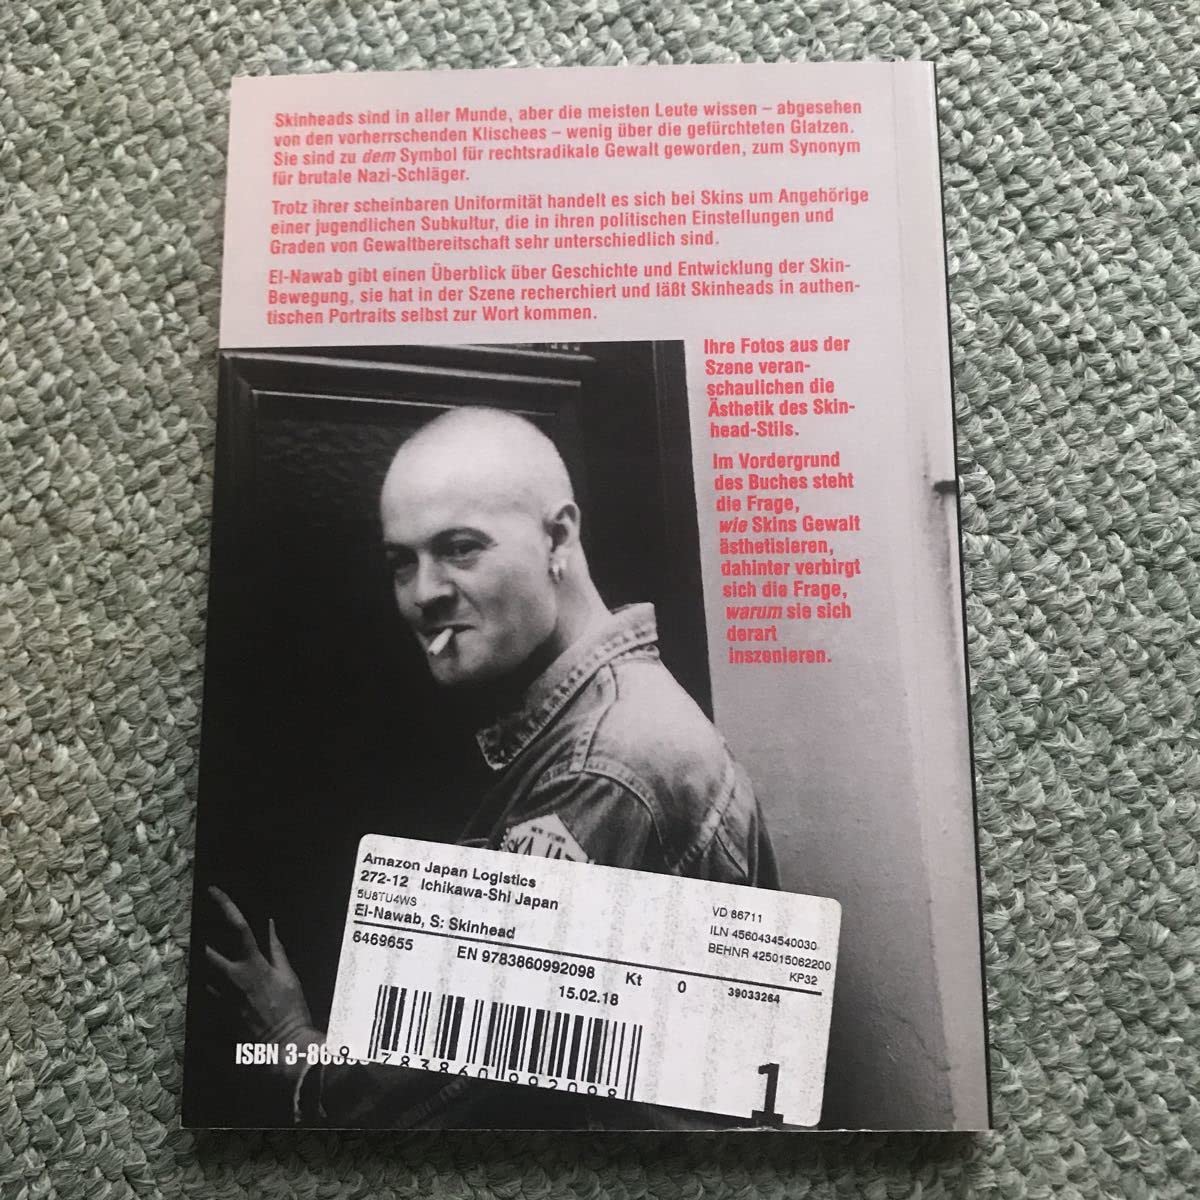 Skinheads sind in aller Munde, aber die meisten Leute wissen – abgesehen
von den vorherrschenden Klischees – wenig über die gefürchteten Glatzen.
Sie sind zu dem Symbol für rechtsradikale Gewalt geworden, zum Synonym
für brutale Nazi-Schläger.
Trotz ihrer scheinbaren Uniformität handelt es sich bei Skins um Angehörige
einer jugendlichen Subkultur, die in ihren politischen Einstellungen und
Graden von Gewaltbereitschaft sehr unterschiedlich sind.
El-Nawab gibt einen Überblick über Geschichte und Entwicklung der Skin-
Bewegung, sie hat in der Szene recherchiert und läßt Skinheads in authen-
tischen Portraits selbst zur Wort kommen.
Ihre Fotos aus der
Szene veran-
schaulichen die
Ästhetik des Skin-
head-Stils.
Im Vordergrund
des Buches steht
die Frage,
wie Skins Gewalt
ästhetisieren,
dahinter verbirgt
sich die Frage,
warum sie sich
derart
inszenieren.
NEW YORK
Amazon Japan Logistics
272-12 Ichikawa-Shi Japan
5U8TU4WS
El-Nawab, S: Skinhead
VD 86711
ILN 4560434540030
BEHNR 425015062200
KP32
6469655
EN 9783860992098
Kt
0
39033264
15.02.18
ISBN 3-86
9 783860 992098
1